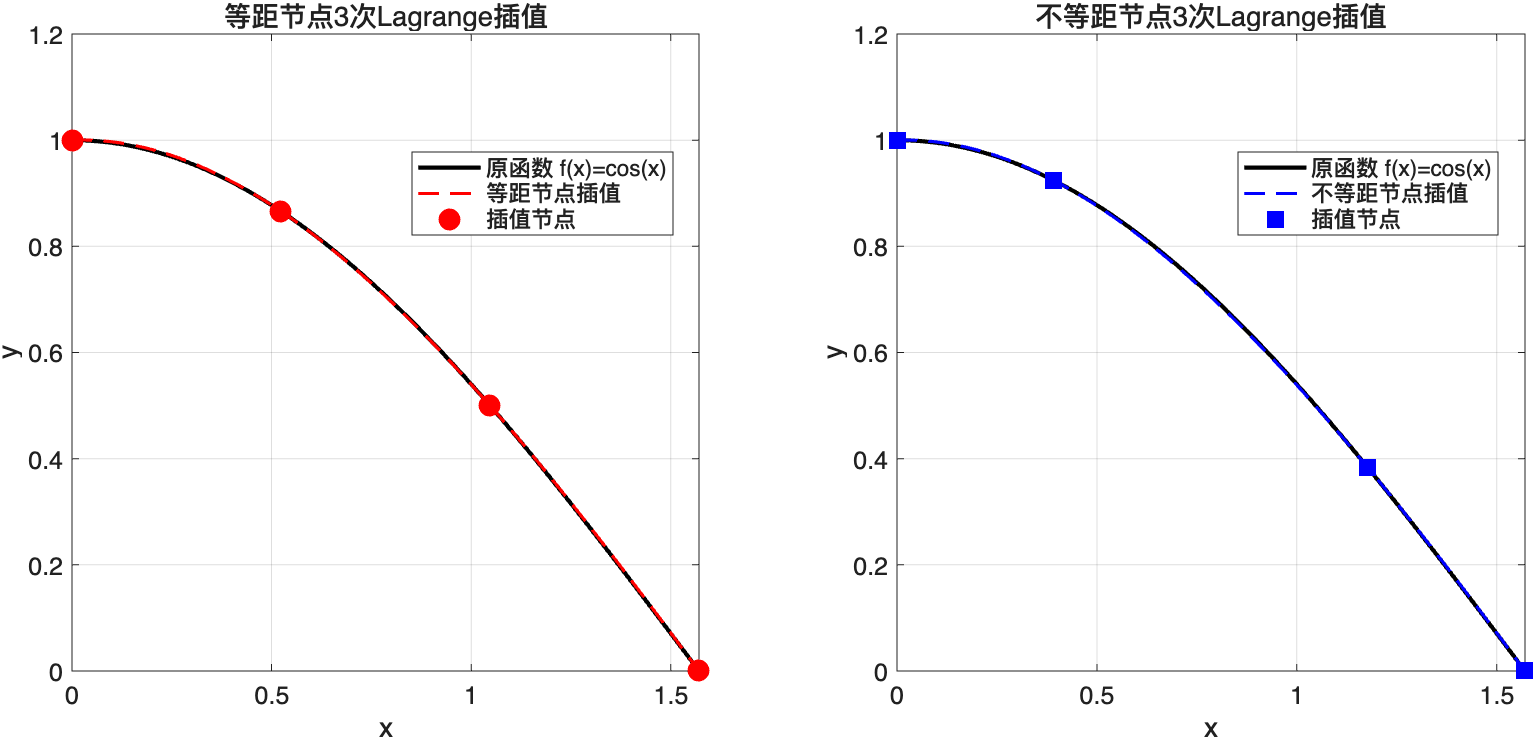 等距节点3次Lagrange插值
1.2
1
0.8
0.6
0.4
0.2
0
y
0
0.5
1
1.5
x
原函数 f(x)=cos(x)
等距节点插值
插值节点
不等距节点3次Lagrange插值
1.2
1
0.8
0.6
0.4
0.2
0
y
0
0.5
1
1.5
x
原函数 f(x)=cos(x)
不等距节点插值
插值节点